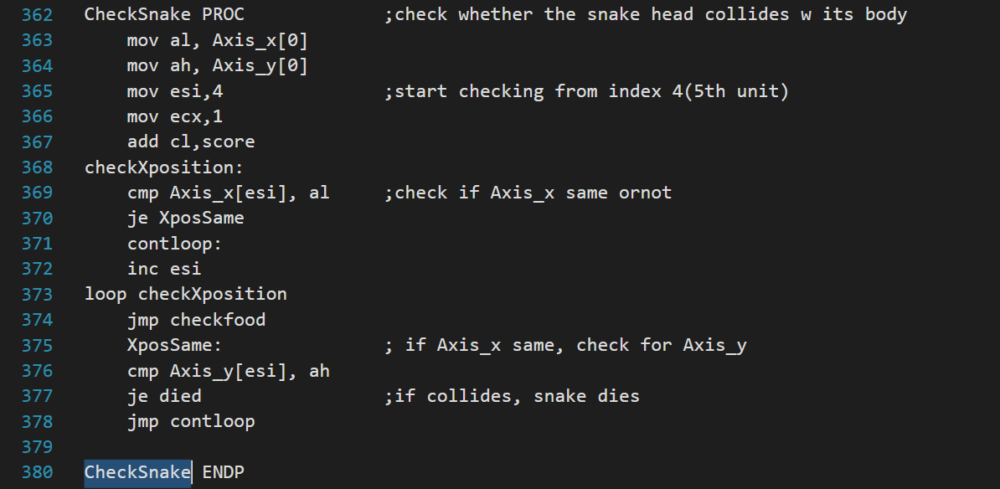 362 CheckSnake PROC ;check whether the snake head collides w its body
363 mov al, Axis_x[0]
364 mov ah, Axis_y[0]
365 mov esi,4 ;start checking from index 4(5th unit)
366 mov ecx,1
367 add cl,score
368 checkXposition:
369 cmp Axis_x[esi], al ;check if Axis_x same ornot
370 je XposSame
371 contloop:
372 inc esi
373 loop checkXposition
374 jmp checkfood
375 XposSame: ; if Axis_x same, check for Axis_y
376 cmp Axis_y[esi], ah
377 je died ;if collides, snake dies
378 jmp contloop
379
380 CheckSnake ENDP